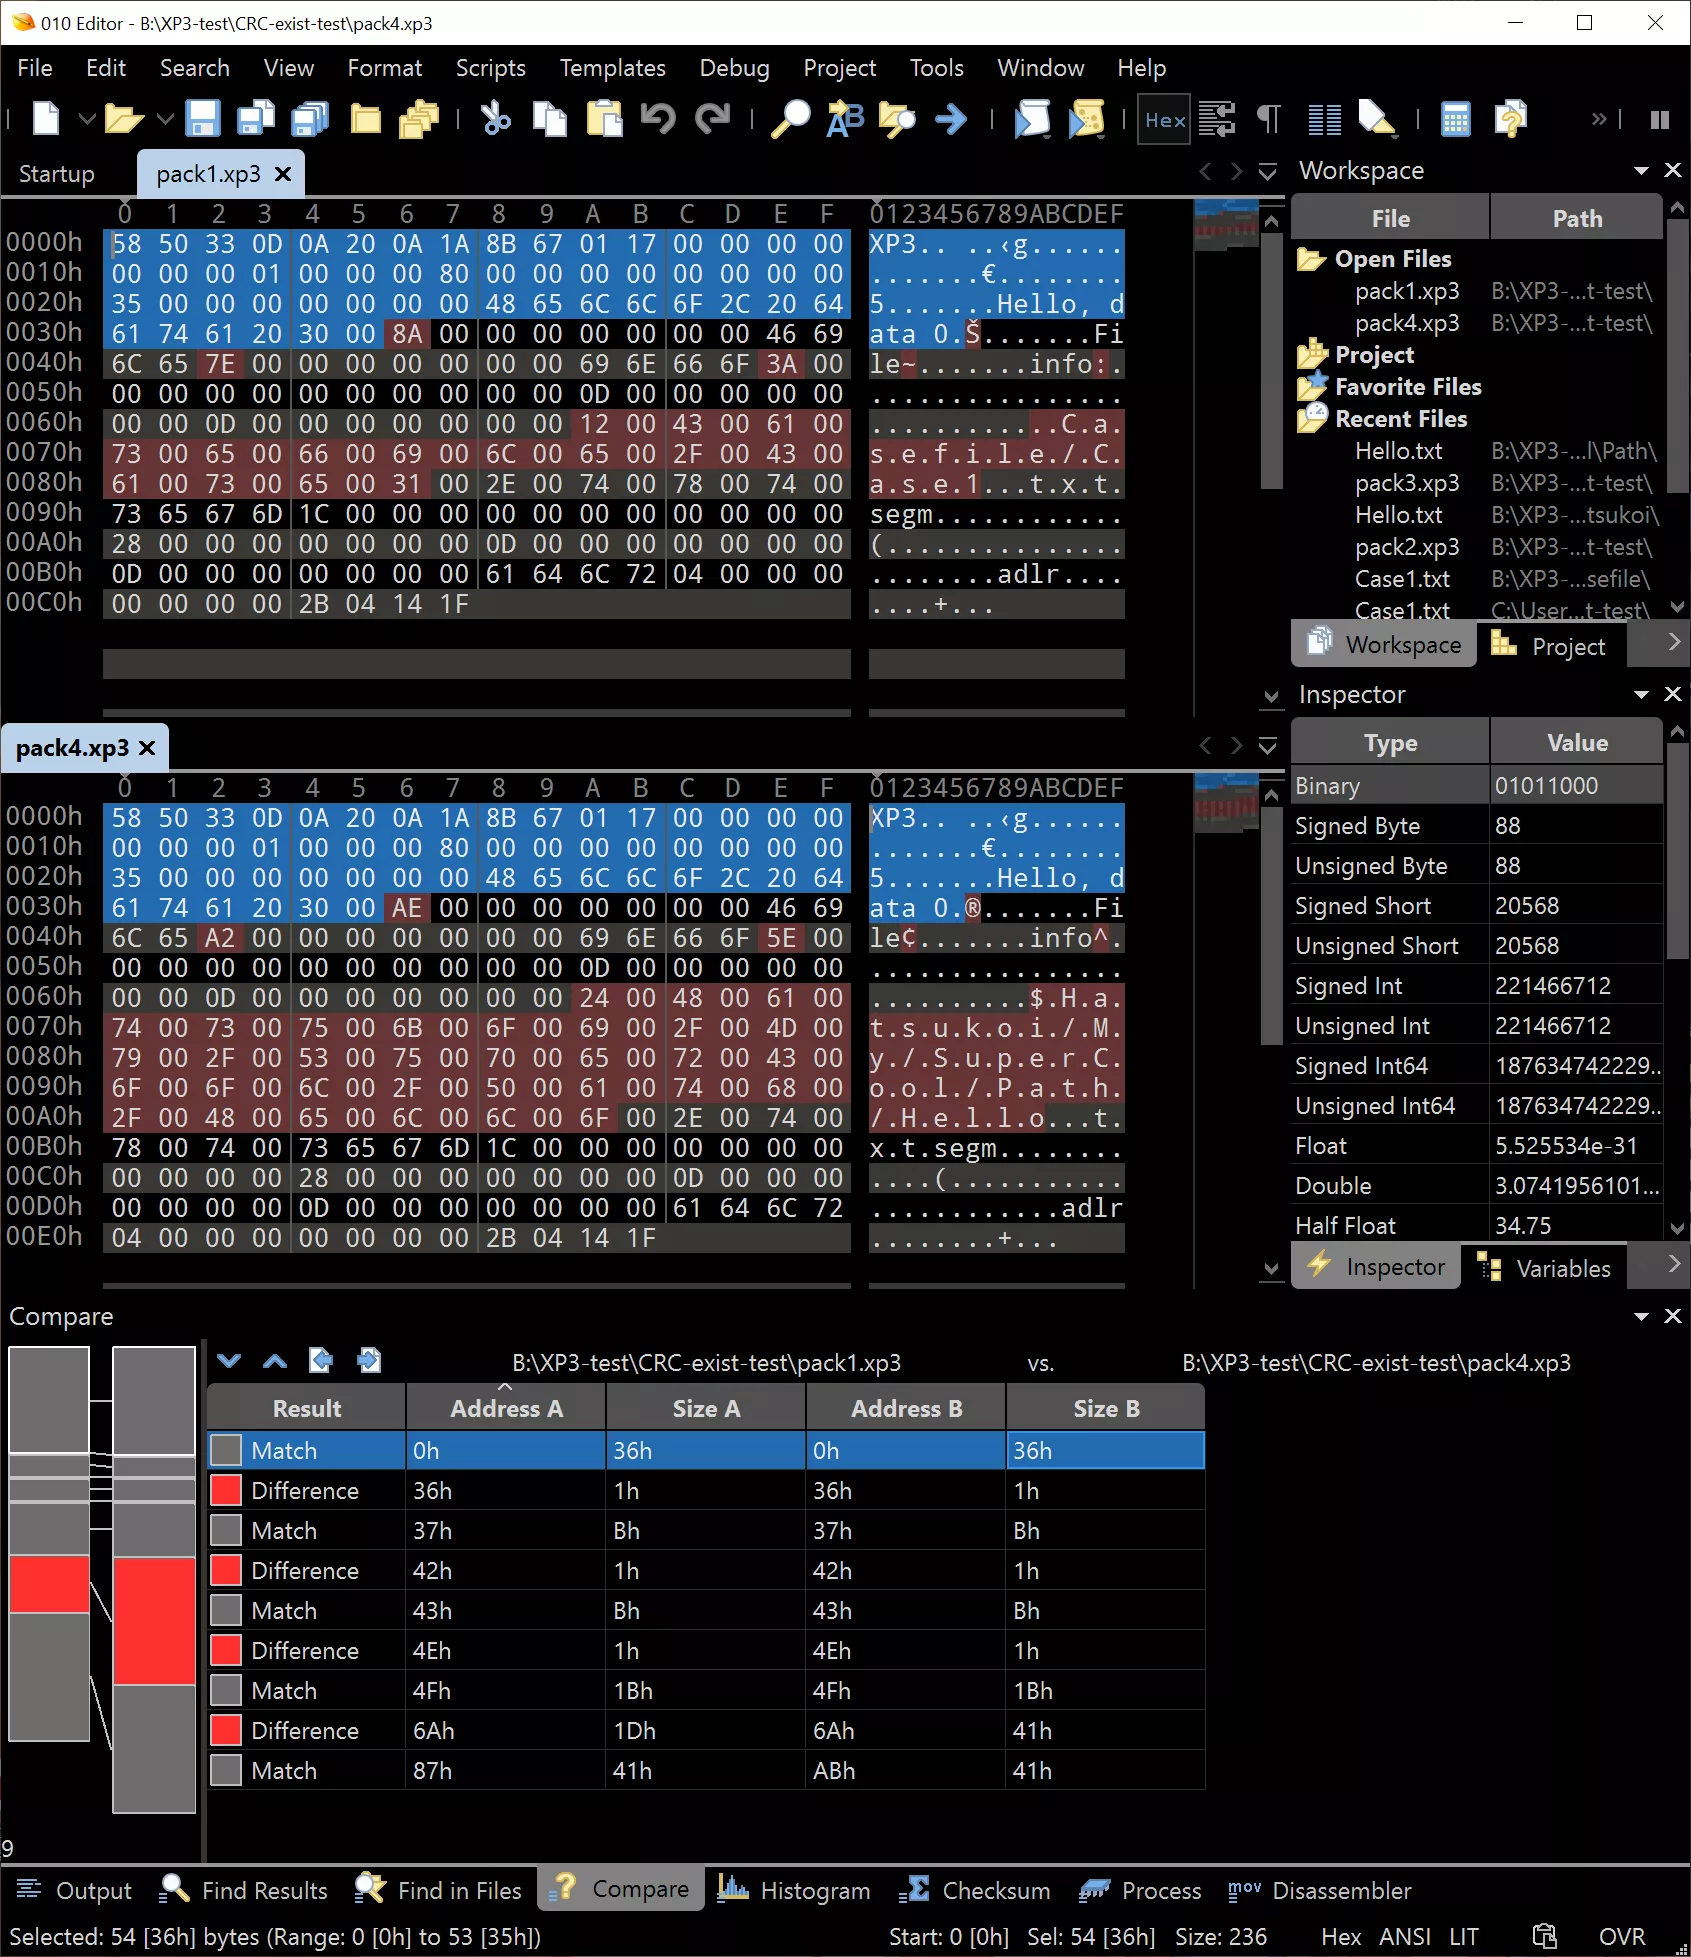 010 Editor - B:\XP3-test\CRC-exist-test\pack4.xp3
File Edit Search View Format Scripts Templates Debug Project Tools Window Help
Hex
Startup pack1.xp3
0 1 2 3 4 5 6 7 8 9 A B C D E F 0123456789ABCDEF
0000h 58 50 33 0D 0A 20 0A 1A 8B 67 01 17 00 00 00 00 XP3.. ..‹g......
0010h 00 00 00 01 00 00 00 80 00 00 00 00 00 00 00 00 .......€........
0020h 35 00 00 00 00 00 00 00 48 65 6C 6C 6F 2C 20 64 5.......Hello, d
0030h 61 74 61 20 30 00 8A 00 00 00 00 00 00 00 46 69 ata 0.Š.......Fi
0040h 6C 65 7E 00 00 00 00 00 00 00 69 6E 66 6F 3A 00 le~.......info:.
0050h 00 00 00 00 00 00 00 00 00 00 0D 00 00 00 00 00 ................
0060h 00 00 0D 00 00 00 00 00 00 00 12 00 43 00 61 00 ............C.a.
0070h 73 00 65 00 66 00 69 00 6C 00 65 00 2F 00 43 00 s.e.f.i.l.e./.C.
0080h 61 00 73 00 65 00 31 00 2E 00 74 00 78 00 74 00 a.s.e.1...t.x.t.
0090h 73 65 67 6D 1C 00 00 00 00 00 00 00 00 00 00 00 segm............
00A0h 28 00 00 00 00 00 00 00 0D 00 00 00 00 00 00 00 (...............
00B0h 0D 00 00 00 00 00 00 00 61 64 6C 72 04 00 00 00 ........adlr....
00C0h 00 00 00 00 2B 04 14 1F ....+...
pack4.xp3
0 1 2 3 4 5 6 7 8 9 A B C D E F 0123456789ABCDEF
0000h 58 50 33 0D 0A 20 0A 1A 8B 67 01 17 00 00 00 00 XP3.. ..‹g......
0010h 00 00 00 01 00 00 00 80 00 00 00 00 00 00 00 00 .......€........
0020h 35 00 00 00 00 00 00 00 48 65 6C 6C 6F 2C 20 64 5.......Hello, d
0030h 61 74 61 20 30 00 AE 00 00 00 00 00 00 00 46 69 ata 0.®.......Fi
0040h 6C 65 A2 00 00 00 00 00 00 00 69 6E 66 6F 5E 00 le¢.......info^.
0050h 00 00 00 00 00 00 00 00 00 00 0D 00 00 00 00 00 ................
0060h 00 00 0D 00 00 00 00 00 00 00 24 00 48 00 61 00 ..........$.H.a.
0070h 74 00 73 00 75 00 6B 00 6F 00 69 00 2F 00 4D 00 t.s.u.k.o.i./.M.
0080h 79 00 2F 00 53 00 75 00 70 00 65 00 72 00 43 00 y./.S.u.p.e.r.C.
0090h 6F 00 6F 00 6C 00 2F 00 50 00 61 00 74 00 68 00 o.o.l./.P.a.t.h.
00A0h 2F 00 48 00 65 00 6C 00 6C 00 6F 00 2E 00 74 00 /.H.e.l.l.o...t.
00B0h 78 00 74 00 73 65 67 6D 1C 00 00 00 00 00 00 00 x.t.segm........
00C0h 00 00 00 00 28 00 00 00 00 00 00 00 0D 00 00 00 ....(...........
00D0h 00 00 00 00 0D 00 00 00 00 00 00 00 61 64 6C 72 ............adlr
00E0h 04 00 00 00 00 00 00 00 2B 04 14 1F ........+...
Workspace
File Path
Open Files
pack1.xp3 B:\XP3-...t-test\
pack4.xp3 B:\XP3-...t-test\
Project
Favorite Files
Recent Files
Hello.txt B:\XP3-...l\Path\
pack3.xp3 B:\XP3-...t-test\
Hello.txt B:\XP3-...tsukoi\
pack2.xp3 B:\XP3-...t-test\
Case1.txt B:\XP3-...sefile\
Case1.txt C:\User...t-test\
Workspace Project
Inspector
Type Value
Binary 01011000
Signed Byte 88
Unsigned Byte 88
Signed Short 20568
Unsigned Short 20568
Signed Int 221466712
Unsigned Int 221466712
Signed Int64 187634742229...
Unsigned Int64 187634742229...
Float 5.525534e-31
Double 3.0741956101...
Half Float 34.75
Inspector Variables
Compare
B:\XP3-test\CRC-exist-test\pack1.xp3 vs. B:\XP3-test\CRC-exist-test\pack4.xp3
Result Address A Size A Address B Size B
Match 0h 36h 0h 36h
Difference 36h 1h 36h 1h
Match 37h Bh 37h Bh
Difference 42h 1h 42h 1h
Match 43h Bh 43h Bh
Difference 4Eh 1h 4Eh 1h
Match 4Fh 1Bh 4Fh 1Bh
Difference 6Ah 1Dh 6Ah 41h
Match 87h 41h ABh 41h
9
Output Find Results Find in Files Compare Histogram Checksum Process mov Disassembler
Selected: 54 [36h] bytes (Range: 0 [0h] to 53 [35h]) Start: 0 [0h] Sel: 54 [36h] Size: 236 Hex ANSI LIT OVR